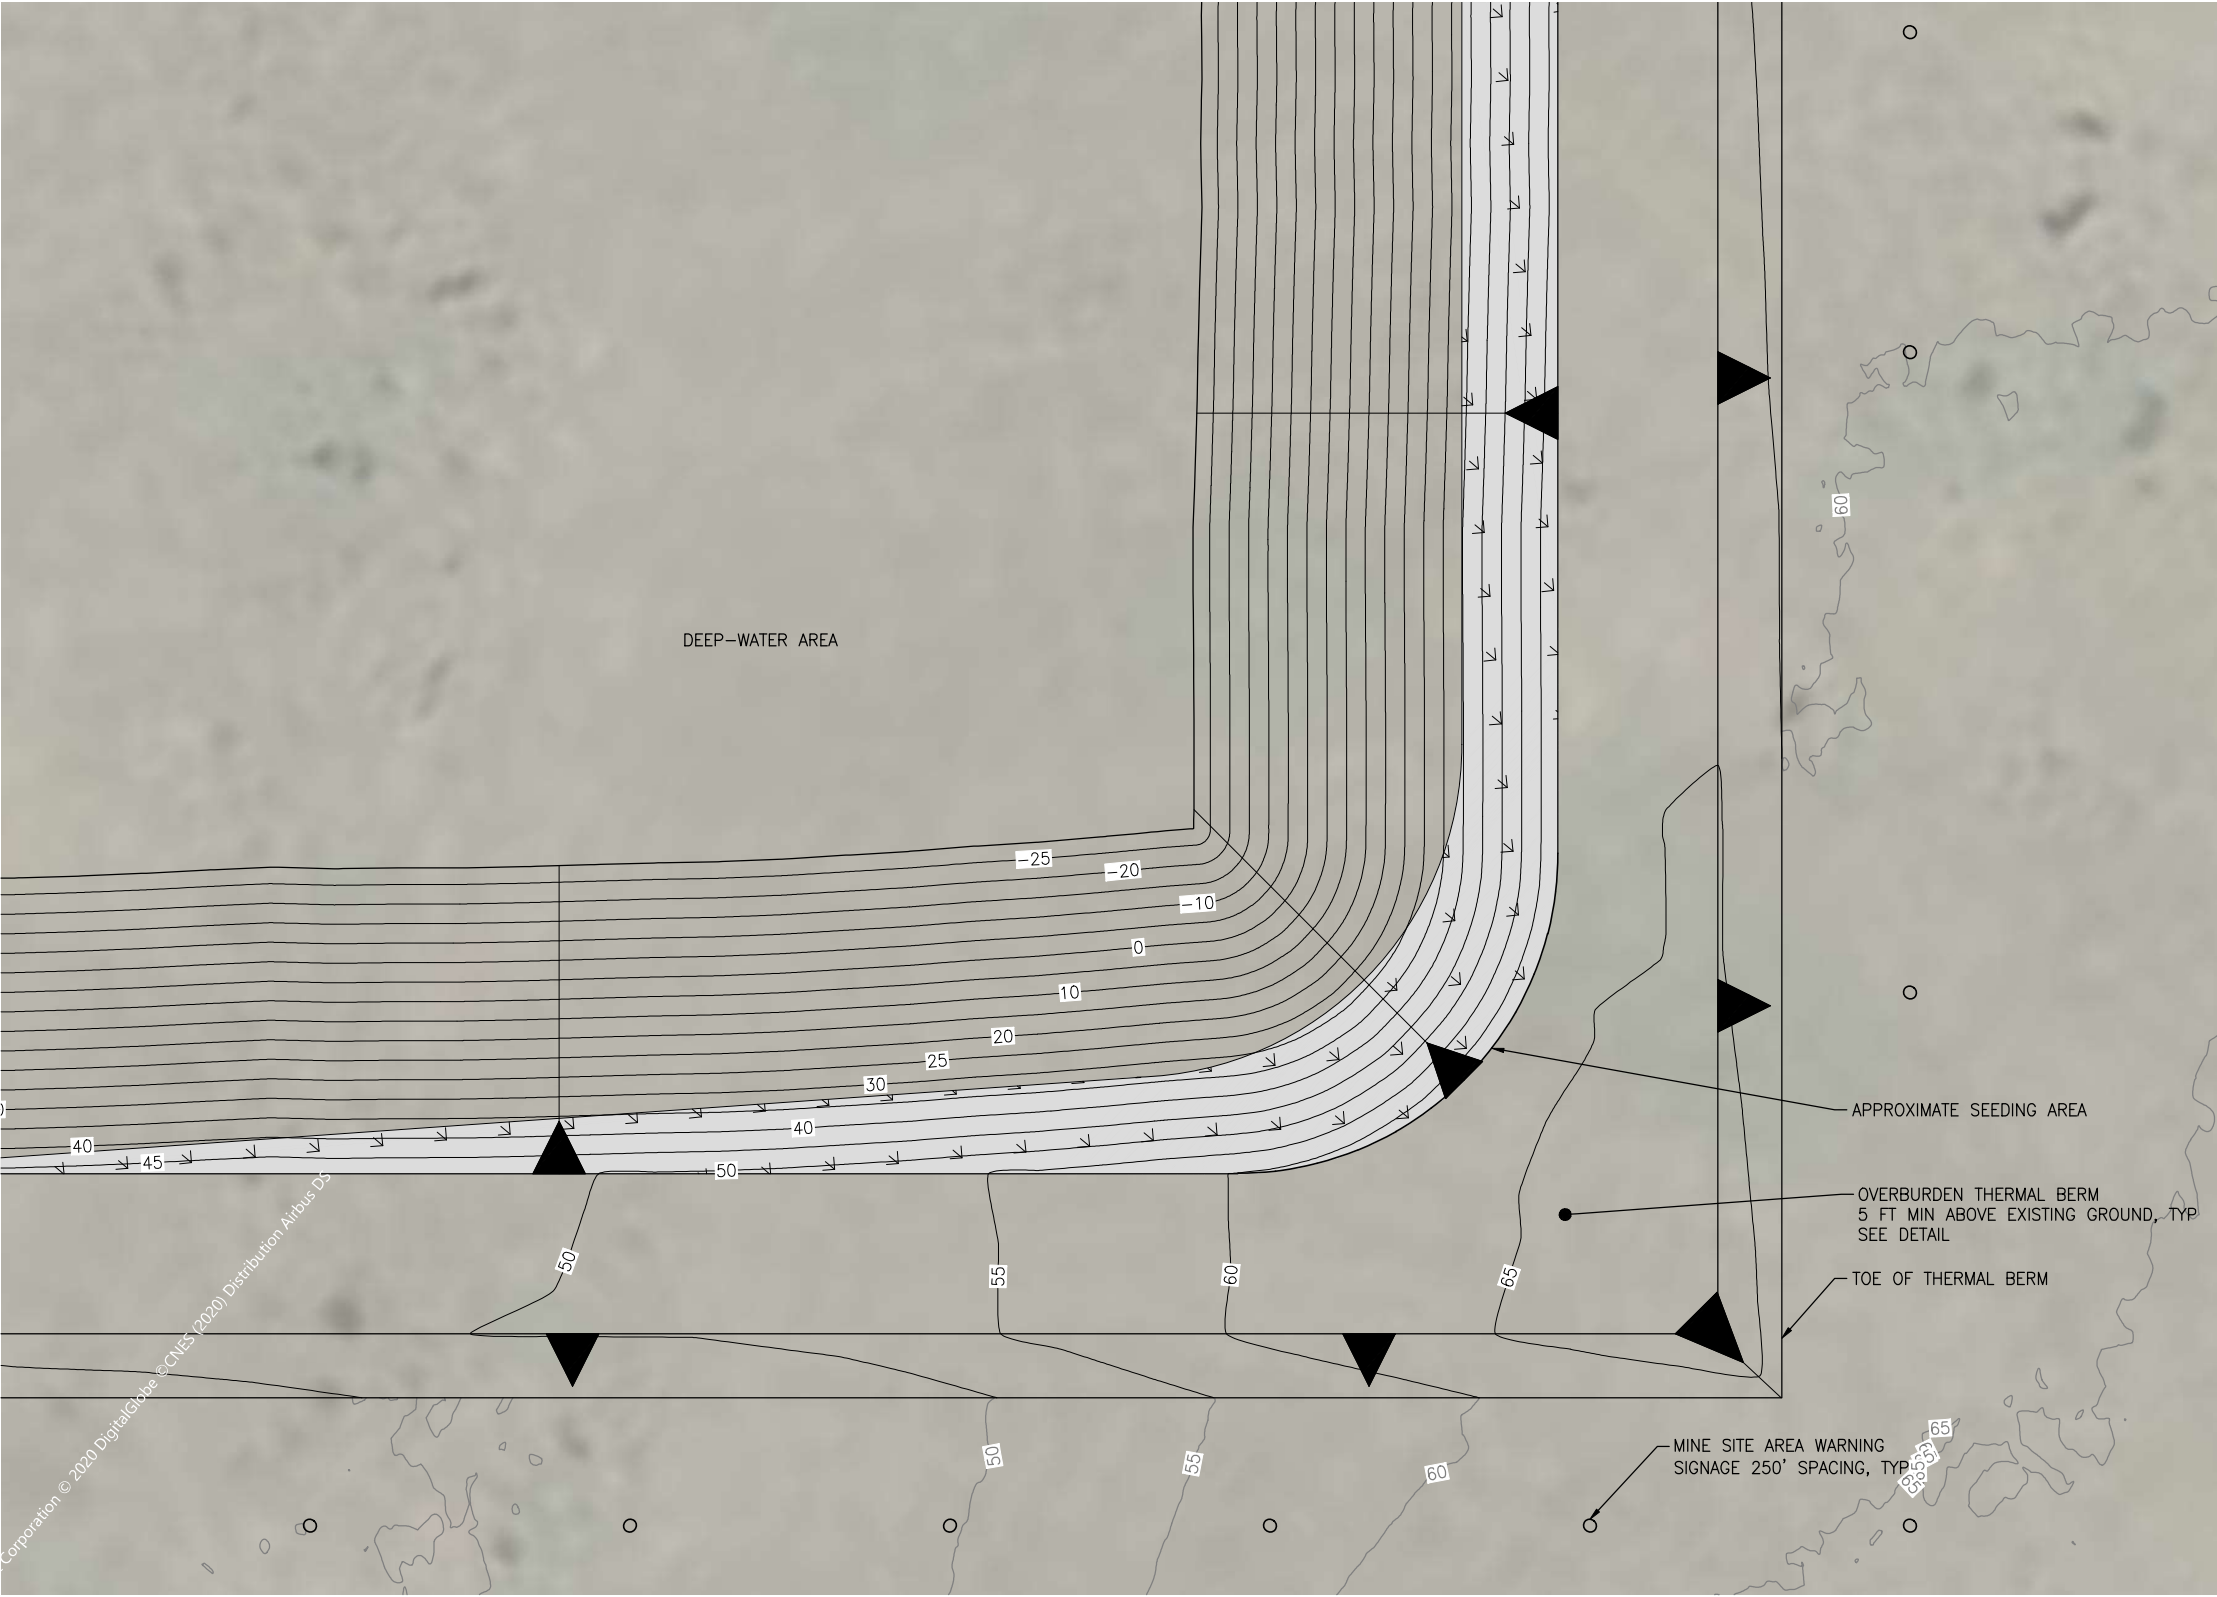 60
DEEP-WATER AREA
-25
-20
-10
0
10
20
25
30
40
40
45
50
APPROXIMATE SEEDING AREA
OVERBURDEN THERMAL BERM
5 FT MIN ABOVE EXISTING GROUND, TYP
SEE DETAIL
50
55
60
65
TOE OF THERMAL BERM
MINE SITE AREA WARNING
SIGNAGE 250' SPACING, TYP
50
55
60
65
65
65
Corporation © 2020 DigitalGlobe ©CNES (2020) Distribution Airbus DS